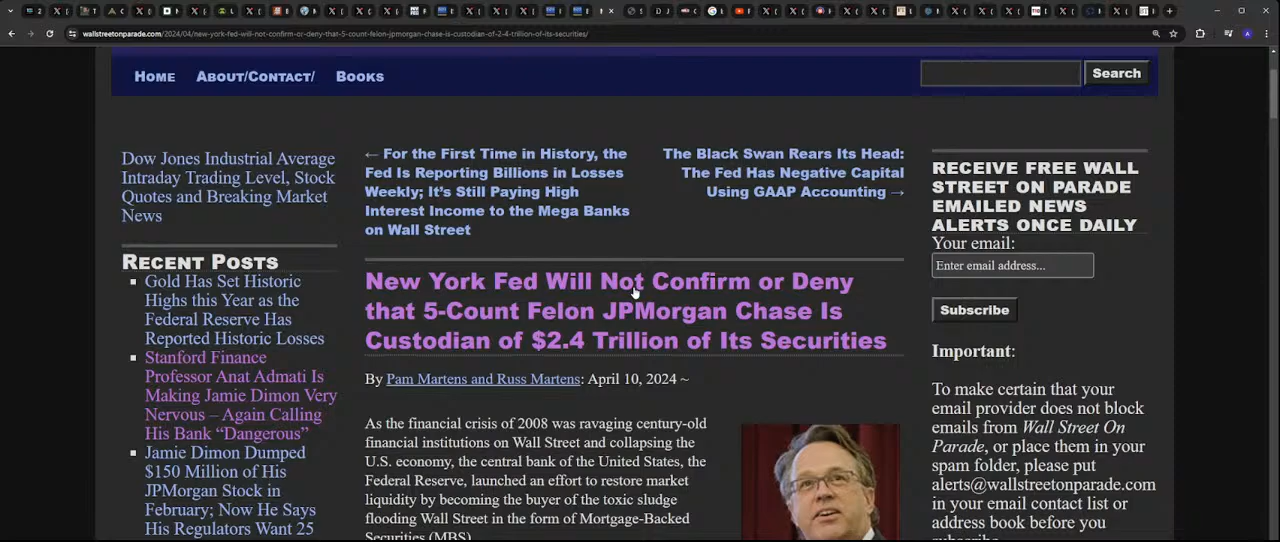 wallstreetonparade.com/2024/04/new-york-fed-will-not-confirm-or-deny-that-5-count-felon-jpmorgan-chase-is-custodian-of-2-4-trillion-of-its-securities/
Home About/Contact/ Books
Search
Dow Jones Industrial Average
Intraday Trading Level, Stock
Quotes and Breaking Market
News
Recent Posts
Gold Has Set Historic
Highs this Year as the
Federal Reserve Has
Reported Historic Losses
Stanford Finance
Professor Anat Admati Is
Making Jamie Dimon Very
Nervous – Again Calling
His Bank “Dangerous”
Jamie Dimon Dumped
$150 Million of His
JPMorgan Stock in
February; Now He Says
His Regulators Want 25
← For the First Time in History, the
Fed Is Reporting Billions in Losses
Weekly; It’s Still Paying High
Interest Income to the Mega Banks
on Wall Street
The Black Swan Rears Its Head:
The Fed Has Negative Capital
Using GAAP Accounting →
New York Fed Will Not Confirm or Deny
that 5-Count Felon JPMorgan Chase Is
Custodian of $2.4 Trillion of Its Securities
By Pam Martens and Russ Martens: April 10, 2024 ~
As the financial crisis of 2008 was ravaging century-old
financial institutions on Wall Street and collapsing the
U.S. economy, the central bank of the United States, the
Federal Reserve, launched an effort to restore market
liquidity by becoming the buyer of the toxic sludge
flooding Wall Street in the form of Mortgage-Backed
Securities (MBS)
RECEIVE FREE WALL
STREET ON PARADE
EMAILED NEWS
ALERTS ONCE DAILY
Your email:
Enter email address...
Subscribe
Important:
To make certain that your
email provider does not block
emails from Wall Street On
Parade, or place them in your
spam folder, please put
alerts@wallstreetonparade.com
in your email contact list or
address book before you
subscribe.